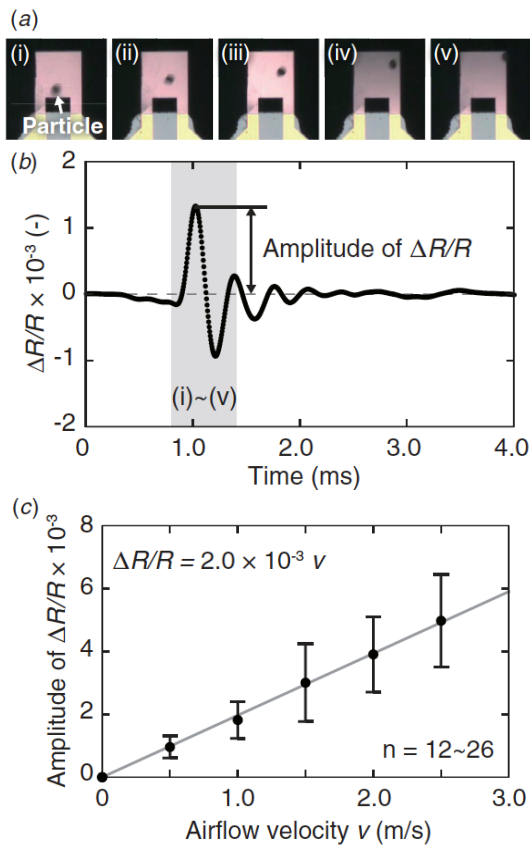 (a)
(i) (ii) (iii) (iv) (v)
Particle
(b)
2
1
0
-1
-2
ΔR/R × 10⁻³ (-)
Amplitude of ΔR/R
(i)~(v)
0 1.0 2.0 3.0 4.0
Time (ms)
(c)
8
6
4
2
0
Amplitude of ΔR/R × 10⁻³
ΔR/R = 2.0 × 10⁻³ v
n = 12~26
0 1.0 2.0 3.0
Airflow velocity v (m/s)